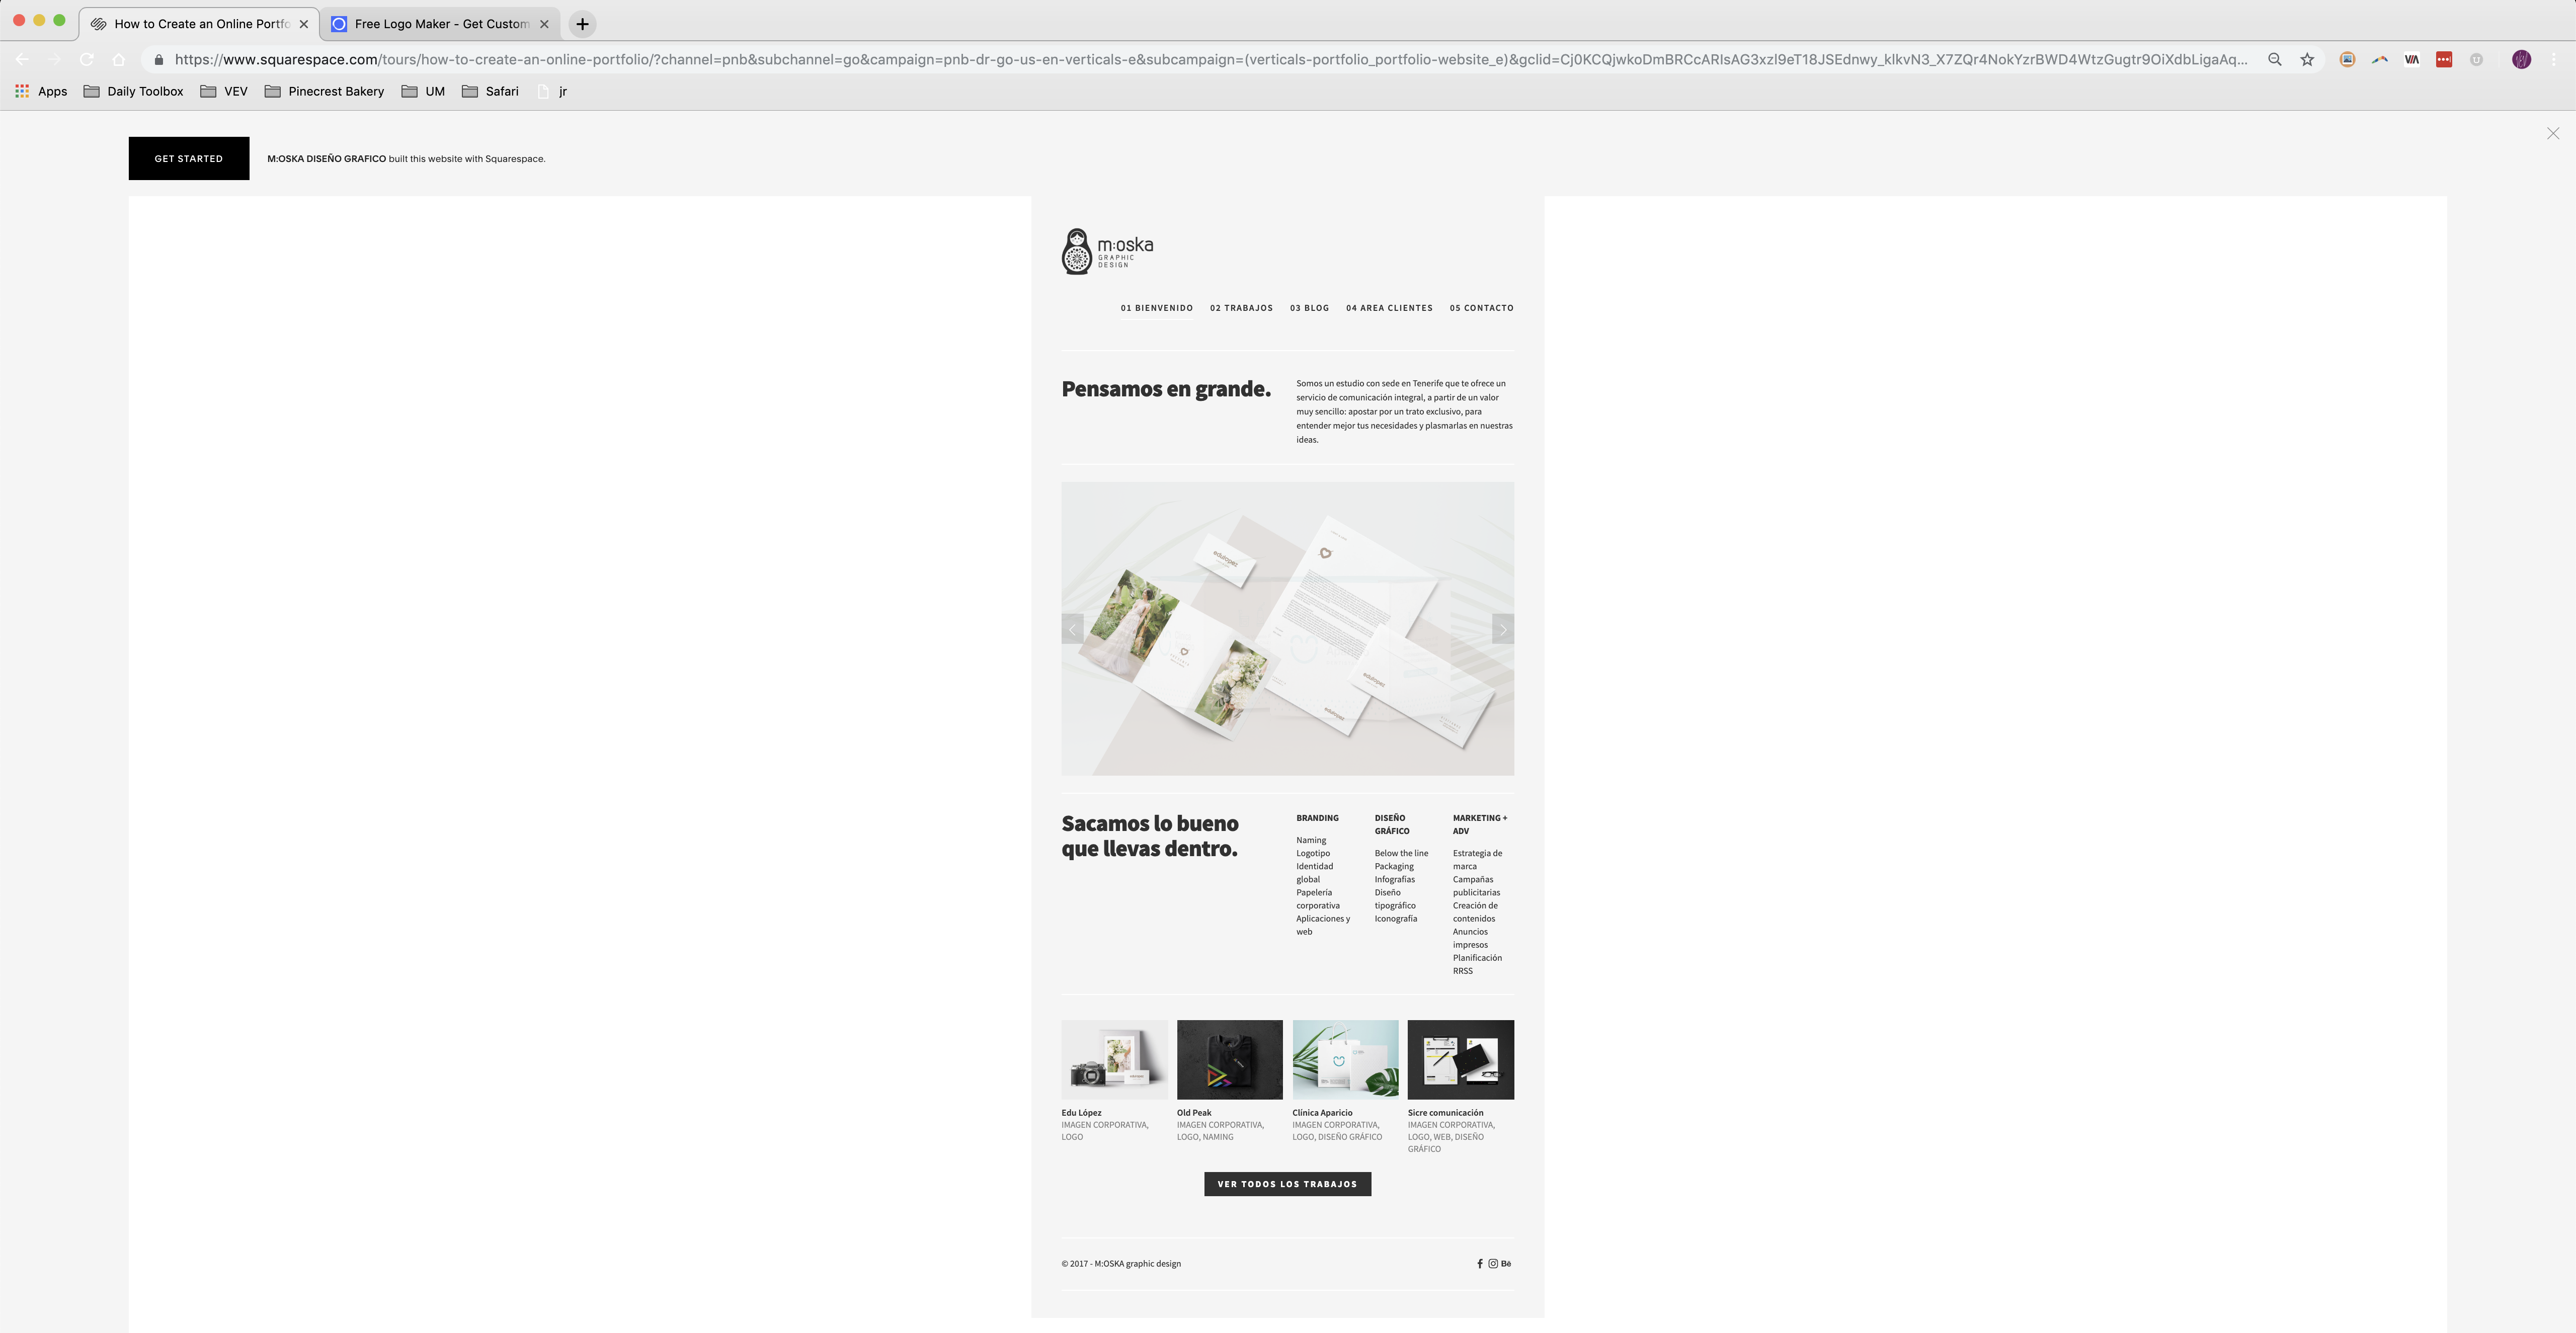 How to Create an Online Portfo
Free Logo Maker - Get Custom
https://www.squarespace.com/tours/how-to-create-an-online-portfolio/?channel=pnb&subchannel=go&campaign=pnb-dr-go-us-en-verticals-e&subcampaign=(verticals-portfolio_portfolio-website_e)&gclid=Cj0KCQjwkoDmBRCcARIsAG3xzl9eT18JSEdnwy_klkvN3_X7ZQr4NokYzrBWD4WtzGugtr9OiXdbLigaAq...
Apps Daily Toolbox VEV Pinecrest Bakery UM Safari jr
GET STARTED
M:OSKA DISEÑO GRAFICO built this website with Squarespace.
m:oska
GRAPHIC
DESIGN
01 BIENVENIDO 02 TRABAJOS 03 BLOG 04 AREA CLIENTES 05 CONTACTO
Pensamos en grande.
Somos un estudio con sede en Tenerife que te ofrece un
servicio de comunicación integral, a partir de un valor
muy sencillo: apostar por un trato exclusivo, para
entender mejor tus necesidades y plasmarlas en nuestras
ideas.
edulopez
edulopez
edulopez
Sacamos lo bueno
que llevas dentro.
BRANDING
Naming
Logotipo
Identidad
global
Papelería
corporativa
Aplicaciones y
web
DISEÑO
GRÁFICO
Below the line
Packaging
Infografías
Diseño
tipográfico
Iconografía
MARKETING +
ADV
Estrategia de
marca
Campañas
publicitarias
Creación de
contenidos
Anuncios
impresos
Planificación
RRSS
Edu López
IMAGEN CORPORATIVA,
LOGO
Old Peak
IMAGEN CORPORATIVA,
LOGO, NAMING
Clínica Aparicio
IMAGEN CORPORATIVA,
LOGO, DISEÑO GRÁFICO
Sicre comunicación
IMAGEN CORPORATIVA,
LOGO, WEB, DISEÑO
GRÁFICO
VER TODOS LOS TRABAJOS
© 2017 - M:OSKA graphic design
Bē